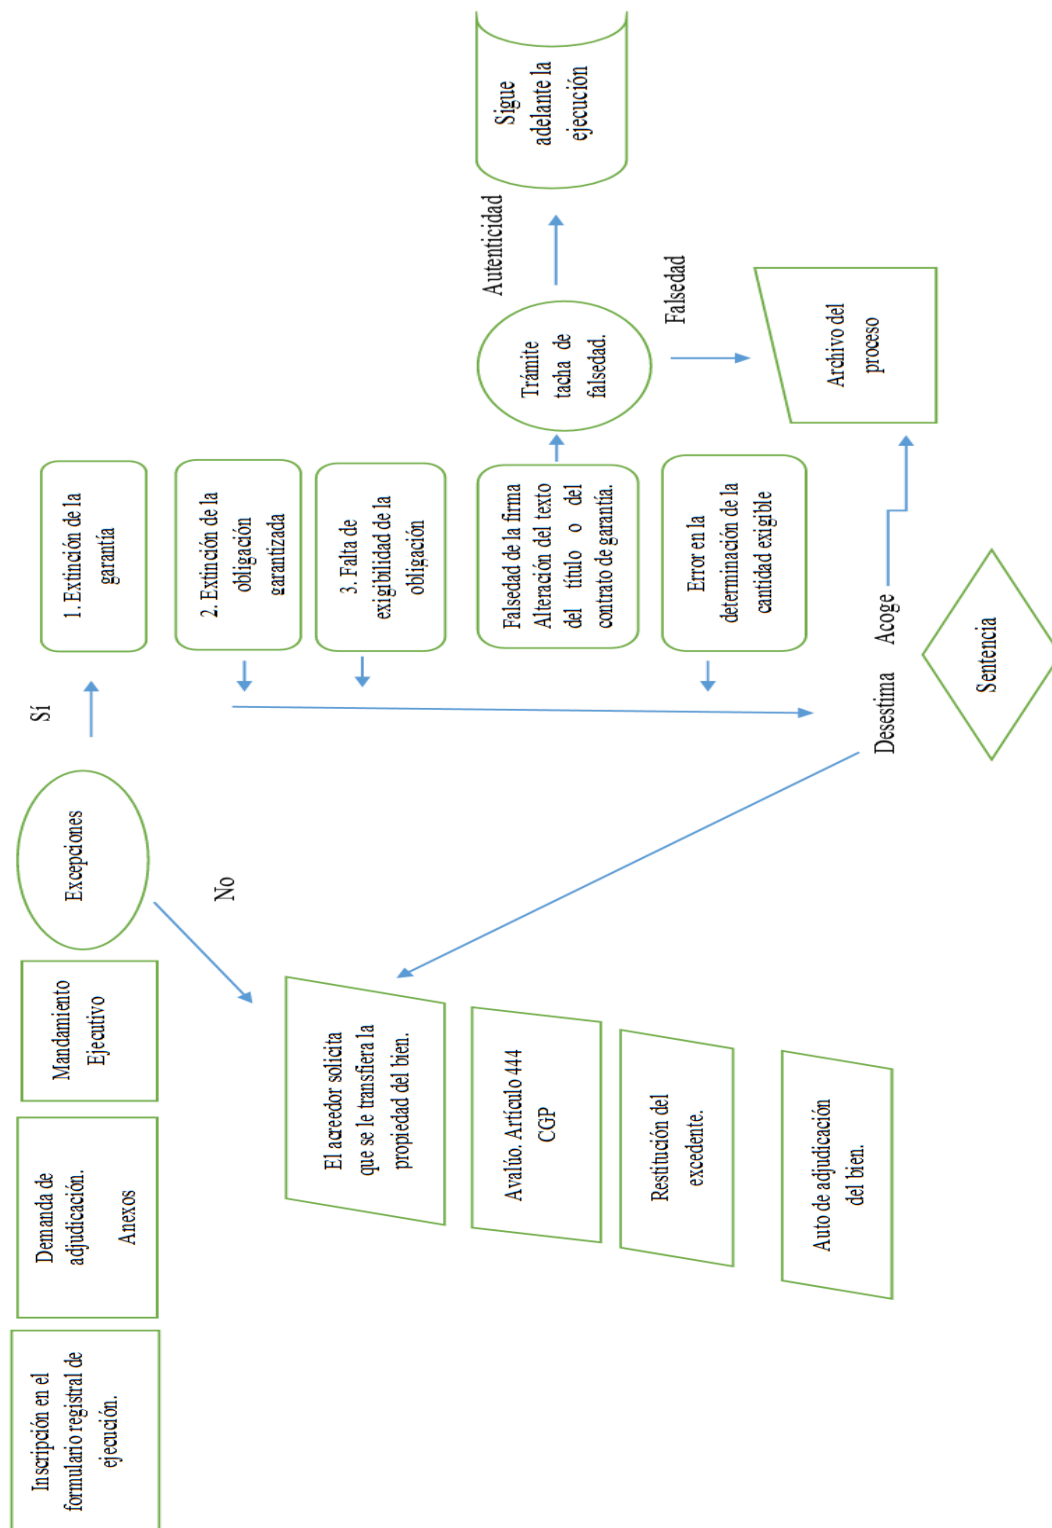 Inscripción en el
formulario registral de
ejecución.
Demanda de
adjudicación.
Anexos
Mandamiento
Ejecutivo
Excepciones
Sí
No
1. Extinción de la
garantía
2. Extinción de la
obligación
garantizada
3. Falta de
exigibilidad de la
obligación
Falsedad de la firma
Alteración del texto
del título o del
contrato de garantía.
Error en la
determinación de la
cantidad exigible
Trámite
tacha de
falsedad.
Autenticidad
Sigue
adelante la
ejecución
Falsedad
Archivo del
proceso
El acreedor solicita
que se le transfiera la
propiedad del bien.
Avalúo. Artículo 444
CGP
Restitución del
excedente.
Auto de adjudicación
del bien.
Desestima Acoge
Sentencia